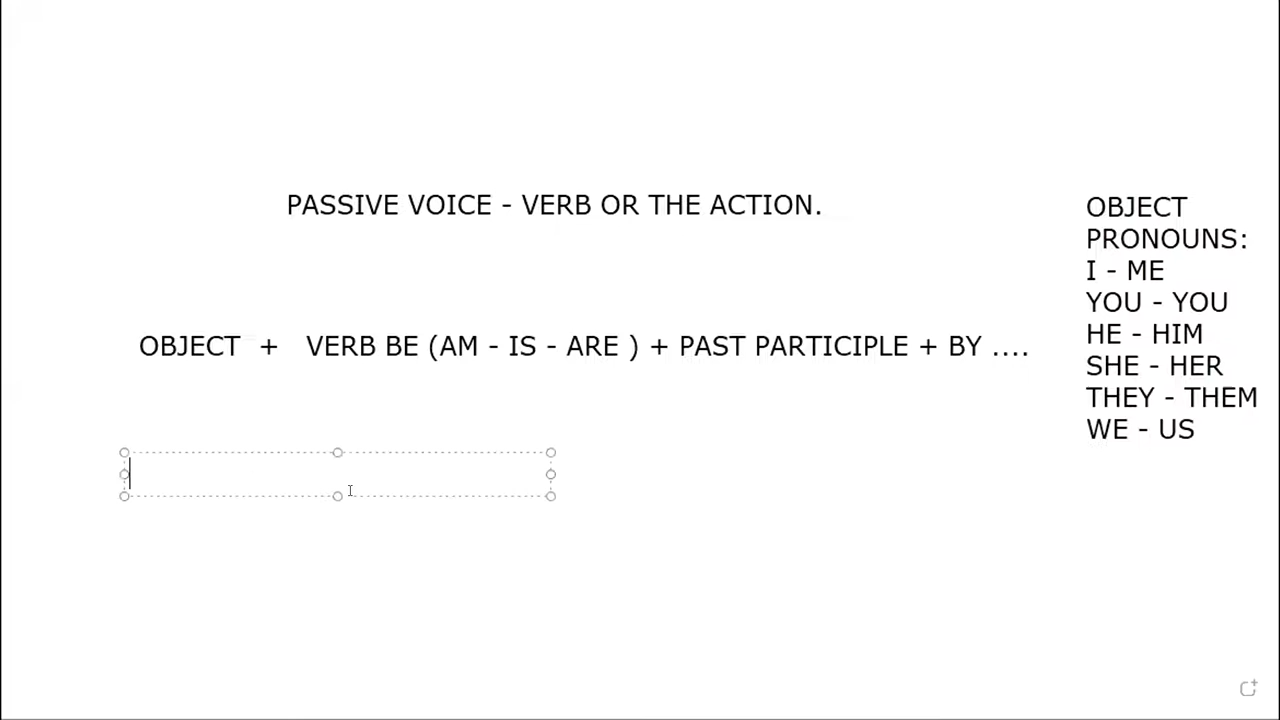 PASSIVE VOICE - VERB OR THE ACTION.
OBJECT + VERB BE (AM - IS - ARE ) + PAST PARTICIPLE + BY ....
OBJECT
PRONOUNS:
I - ME
YOU - YOU
HE - HIM
SHE - HER
THEY - THEM
WE - US